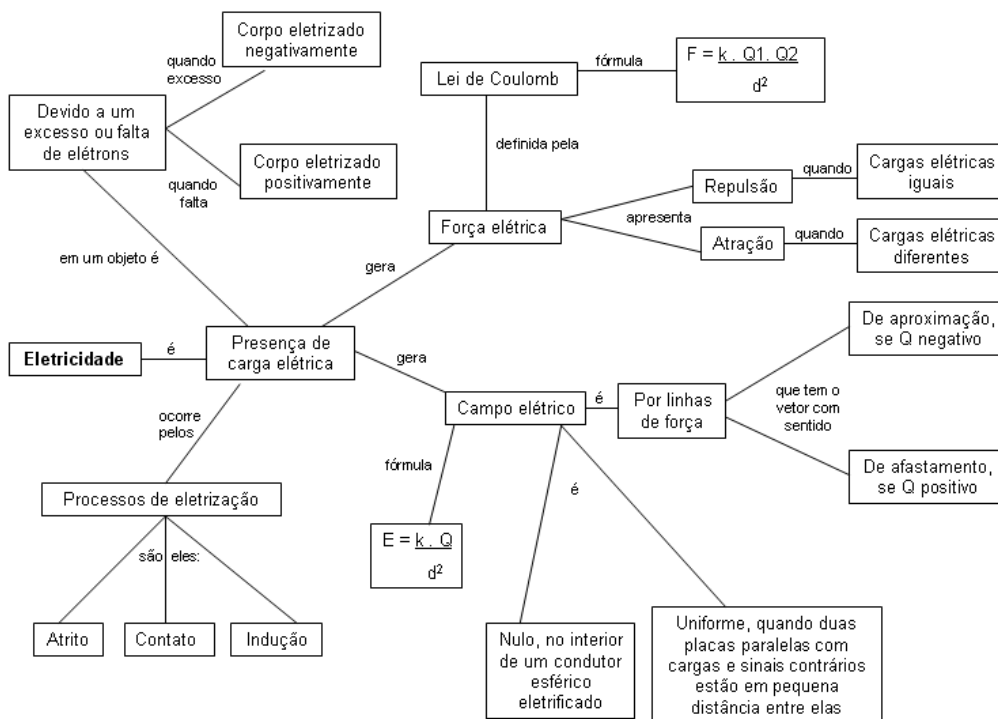 Corpo eletrizado
negativamente
quando
excesso
Devido a um
excesso ou falta
de elétrons
quando
falta
Corpo eletrizado
positivamente
em um objeto é
Lei de Coulomb
fórmula
F = k . Q1. Q2
d²
definida pela
Força elétrica
apresenta
Repulsão
quando
Cargas elétricas
iguais
Atração
quando
Cargas elétricas
diferentes
gera
Eletricidade
é
Presença de
carga elétrica
gera
Campo elétrico
é
Por linhas
de força
que tem o
vetor com
sentido
De aproximação,
se Q negativo
De afastamento,
se Q positivo
ocorre
pelos
Processos de eletrização
são eles:
Atrito
Contato
Indução
fórmula
E = k . Q
d²
é
Nulo, no interior
de um condutor
esférico
eletrificado
Uniforme, quando duas
placas paralelas com
cargas e sinais contrários
estão em pequena
distância entre elas